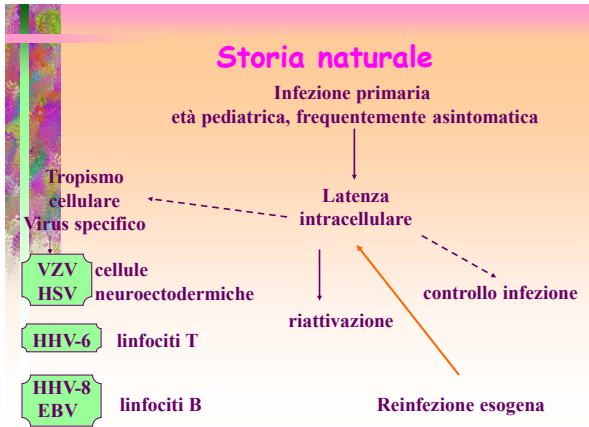 Storia naturale
Infezione primaria
età pediatrica, frequentemente asintomatica
Tropismo
cellulare
Virus specifico
Latenza
intracellulare
VZV cellule
HSV neuroectodermiche
controllo infezione
riattivazione
HHV-6 linfociti T
HHV-8
EBV linfociti B
Reinfezione esogena